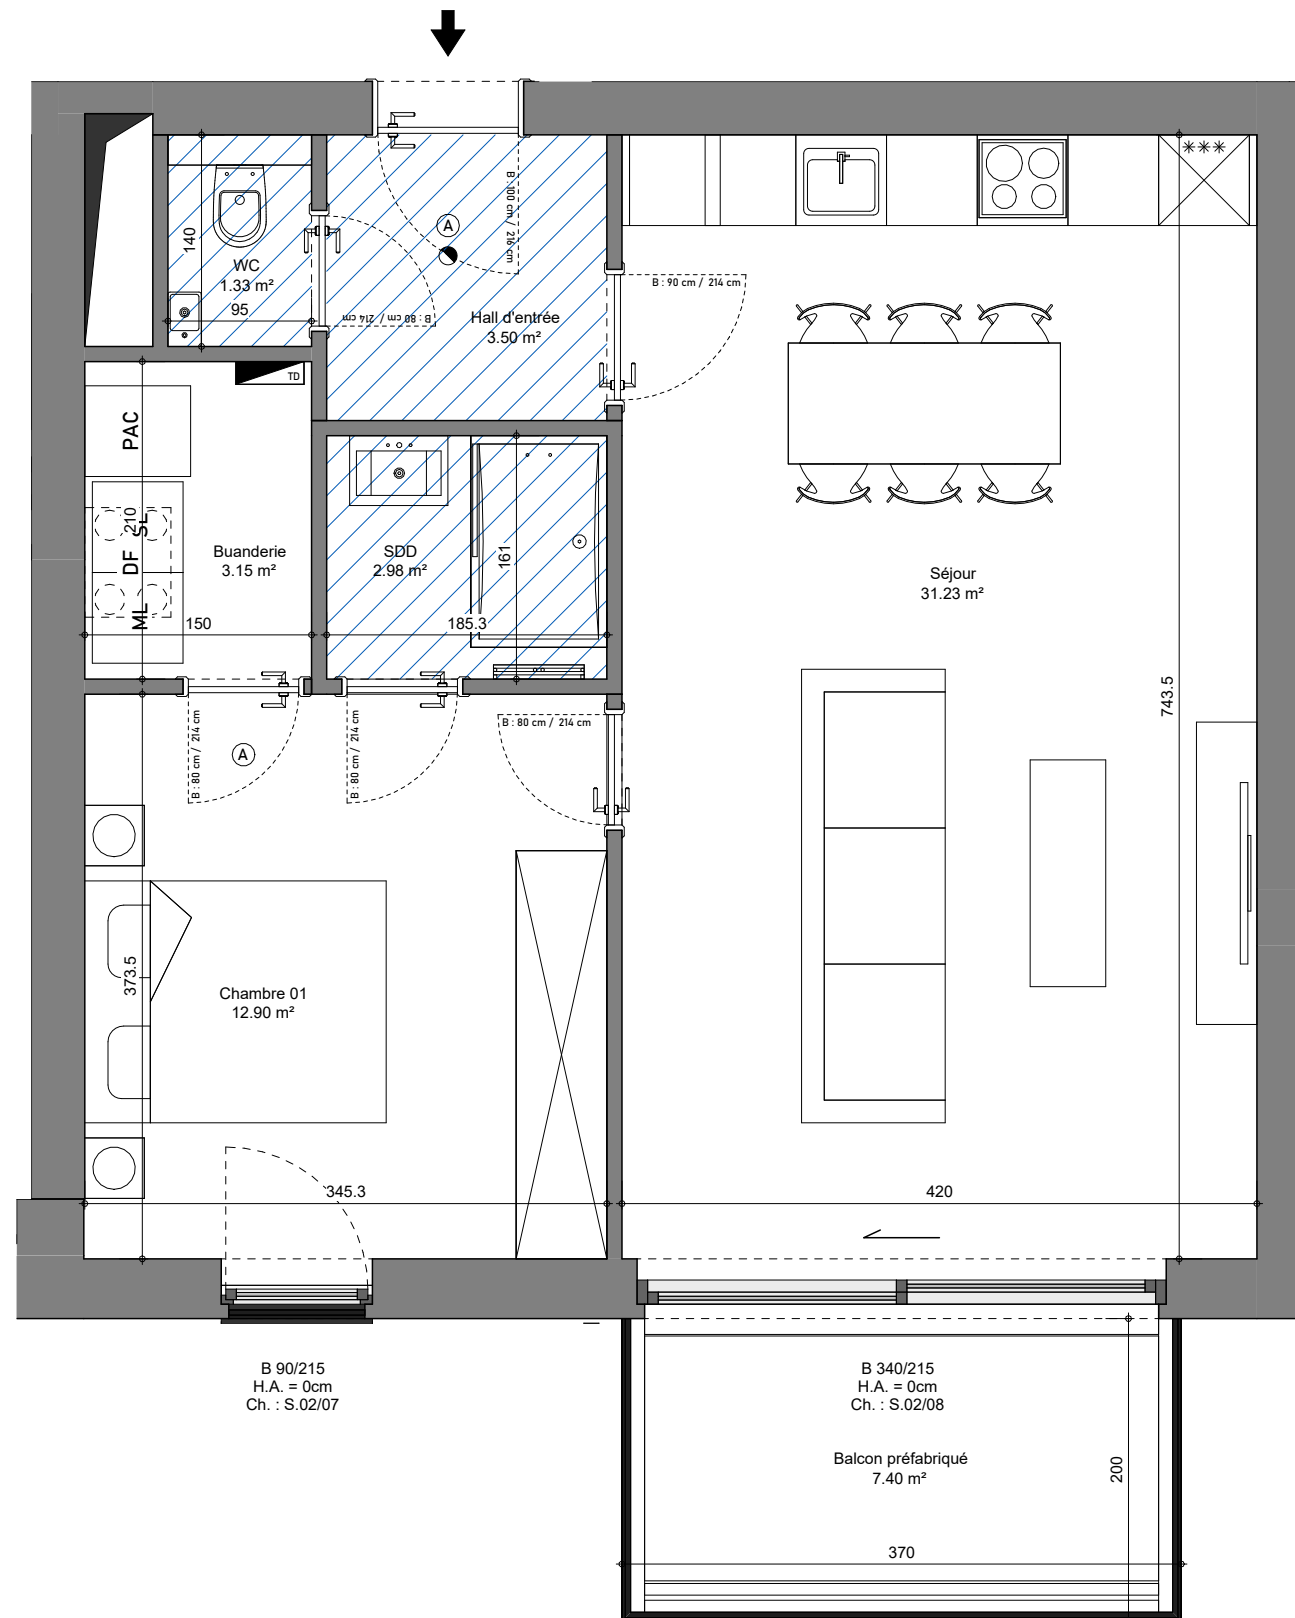 B : 100 cm / 216 cm
A
140
WC
1.33 m²
95
B : 80 cm / 214 cm
Hall d'entrée
3.50 m²
B : 90 cm / 214 cm
***
TD
PAC
210
SL
DF
ML
Buanderie
3.15 m²
150
SDD
2.98 m²
161
185.3
Séjour
31.23 m²
743.5
B : 80 cm / 214 cm
A
B : 80 cm / 214 cm
B : 80 cm / 214 cm
373.5
Chambre 01
12.90 m²
345.3
420
B 90/215
H.A. = 0cm
Ch. : S.02/07
B 340/215
H.A. = 0cm
Ch. : S.02/08
Balcon préfabriqué
7.40 m²
200
370